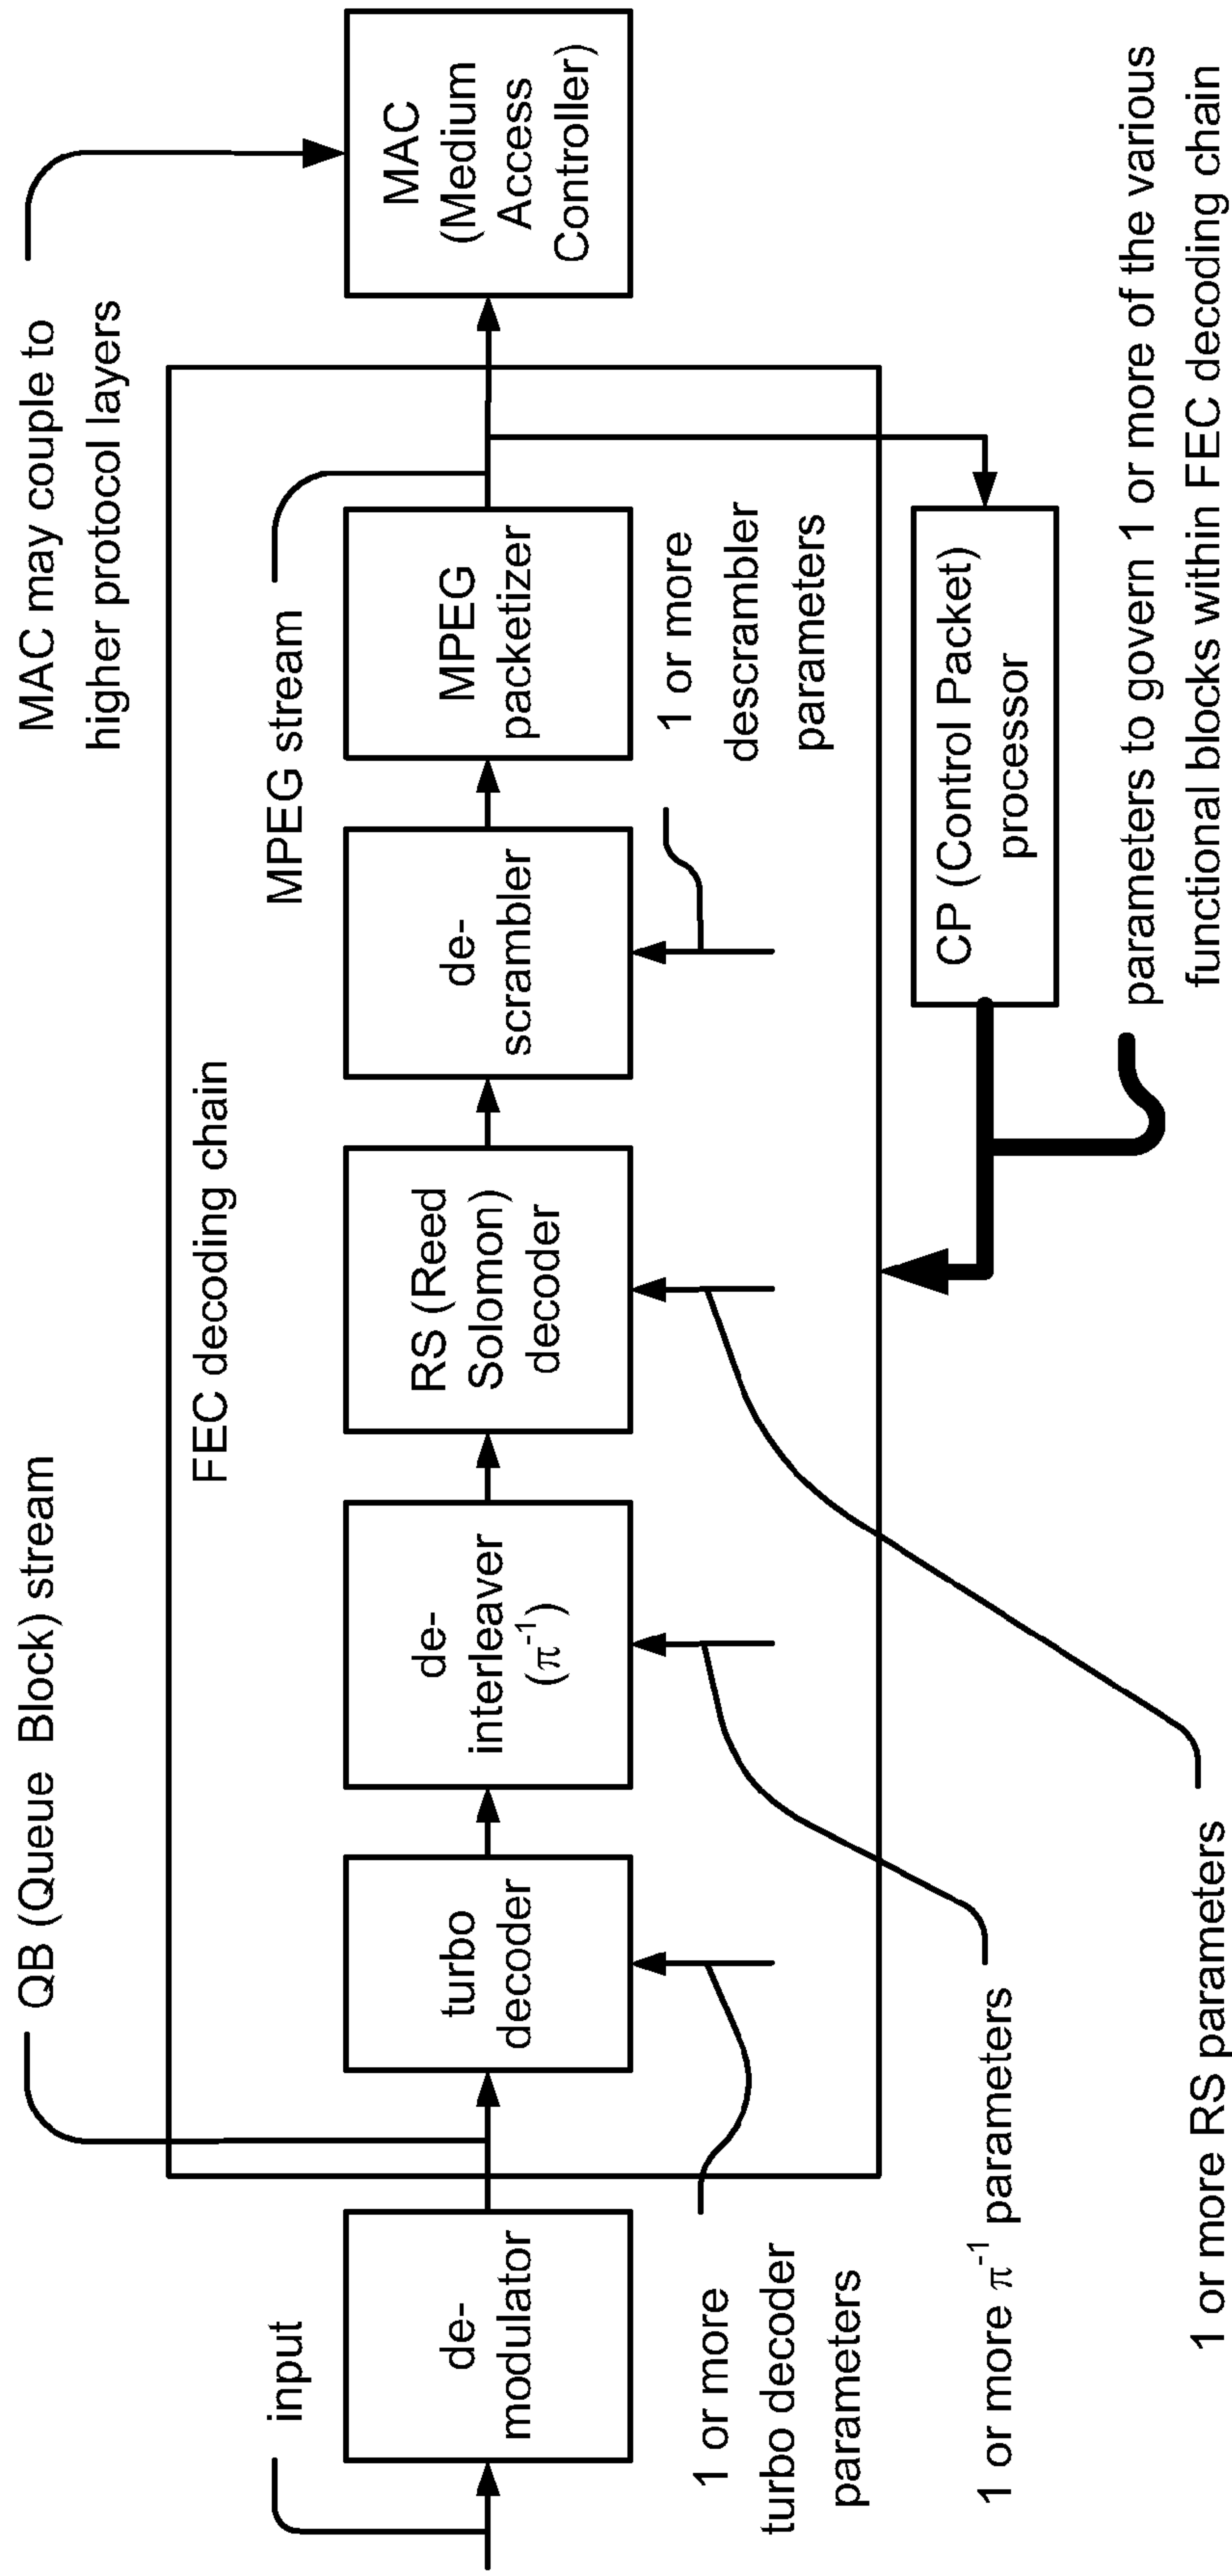 QB (Queue Block) stream
MAC may couple to
higher protocol layers
FEC decoding chain
input
MPEG stream
de-
modulator
turbo
decoder
de-
interleaver
(π⁻¹)
RS (Reed
Solomon)
decoder
de-
scrambler
MPEG
packetizer
MAC
(Medium
Access
Controller)
1 or more
turbo decoder
parameters
1 or more
descrambler
parameters
1 or more π⁻¹ parameters
CP (Control Packet)
processor
1 or more RS parameters
parameters to govern 1 or more of the various
functional blocks within FEC decoding chain